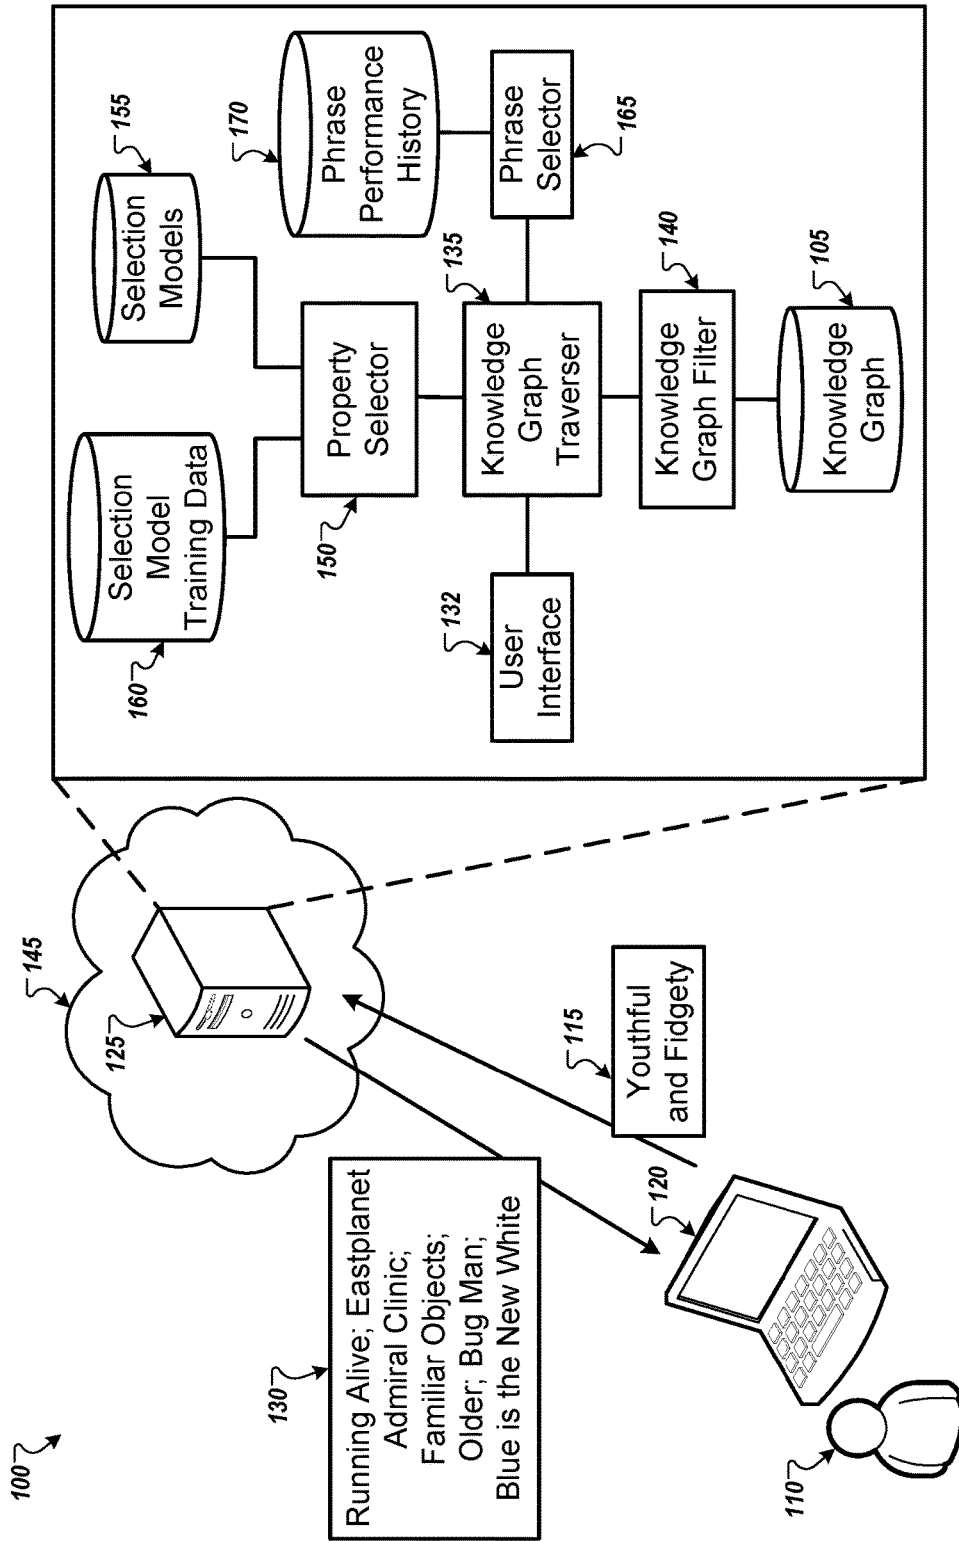 100
130
Running Alive; Eastplanet
Admiral Clinic;
Familiar Objects;
Older; Bug Man;
Blue is the New White
110
120
115
Youthful
and Fidgety
145
125
160
Selection
Model
Training Data
155
Selection
Models
150
Property
Selector
170
Phrase
Performance
History
132
User
Interface
135
Knowledge
Graph
Traverser
165
Phrase
Selector
140
Knowledge
Graph Filter
105
Knowledge
Graph